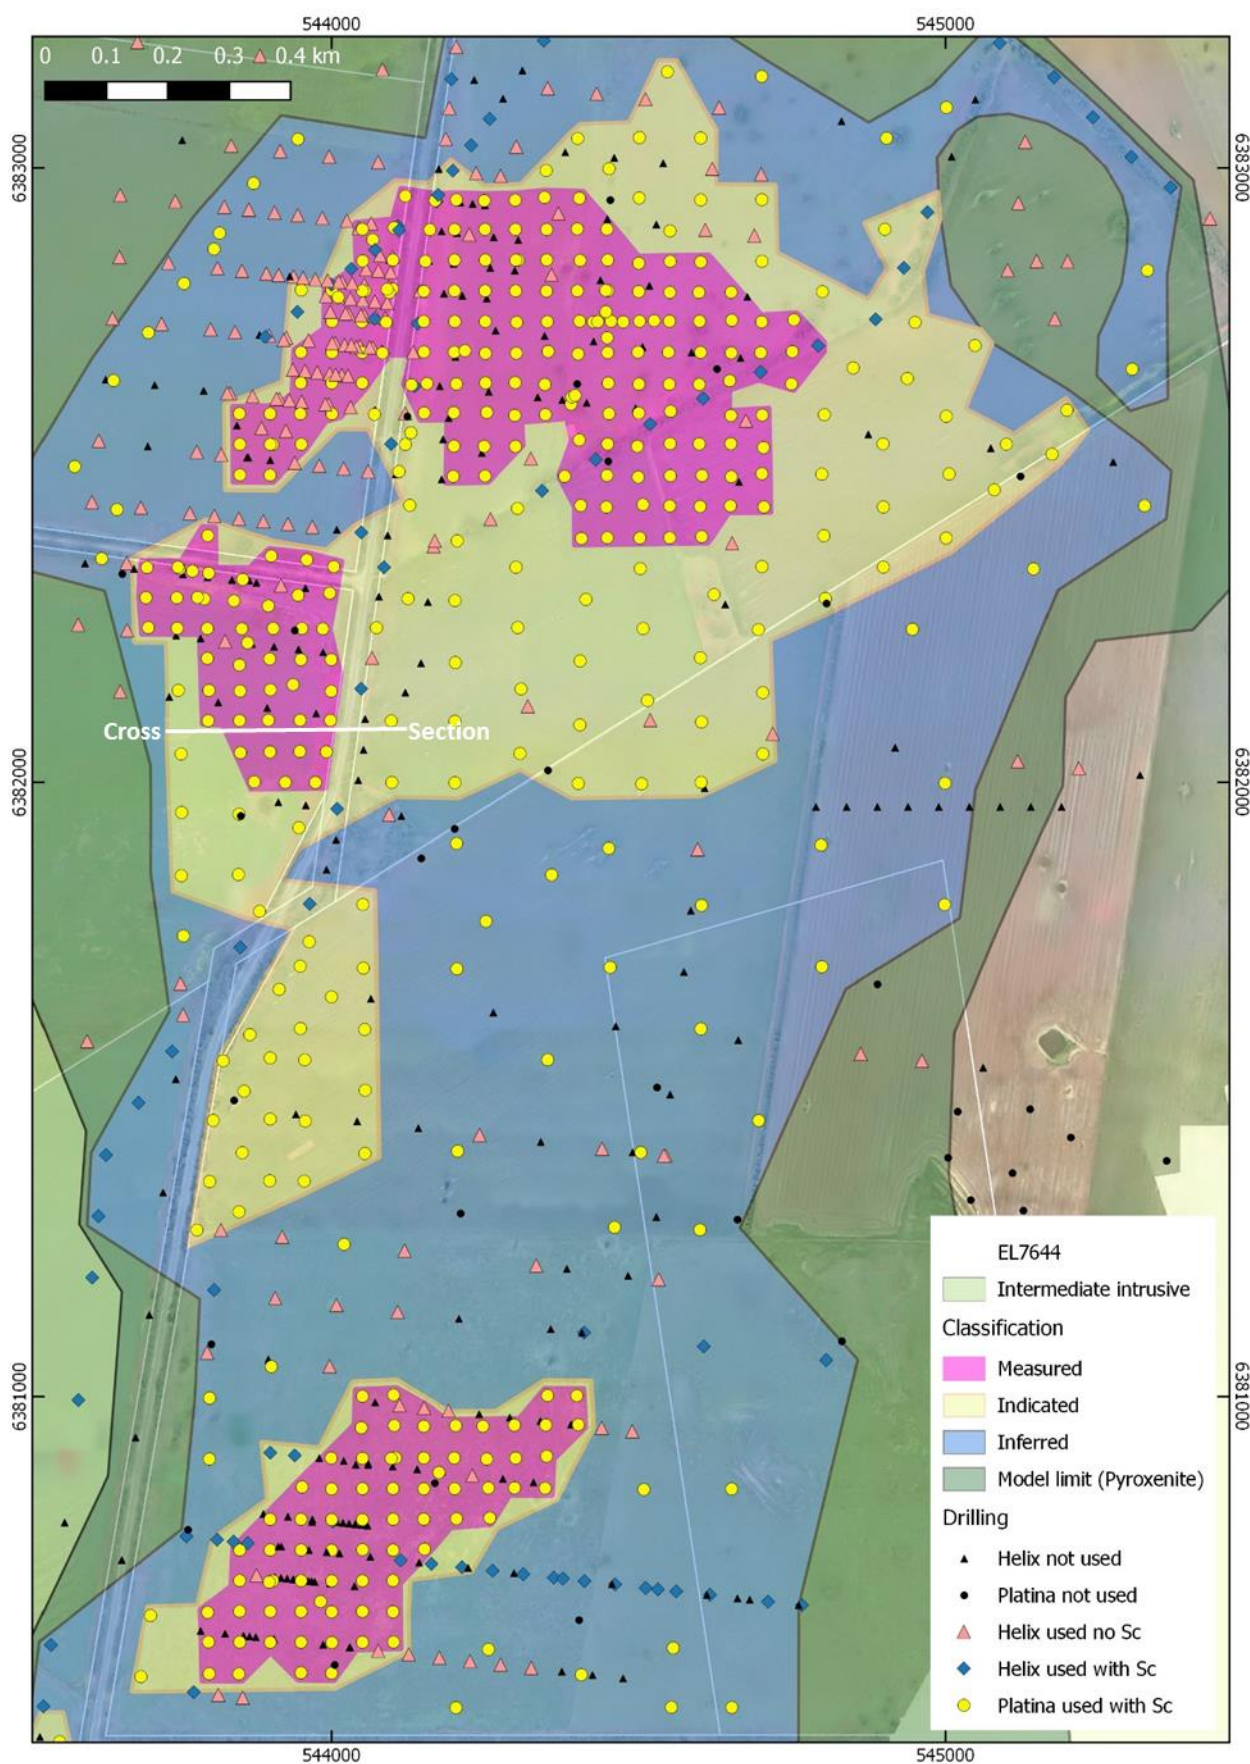 544000
545000
0 0.1 0.2 0.3 0.4 km
6383000
6383000
Cross Section
6382000
6382000
6381000
6381000
EL7644
Intermediate intrusive
Classification
Measured
Indicated
Inferred
Model limit (Pyroxenite)
Drilling
Helix not used
Platina not used
Helix used no Sc
Helix used with Sc
Platina used with Sc
544000
545000